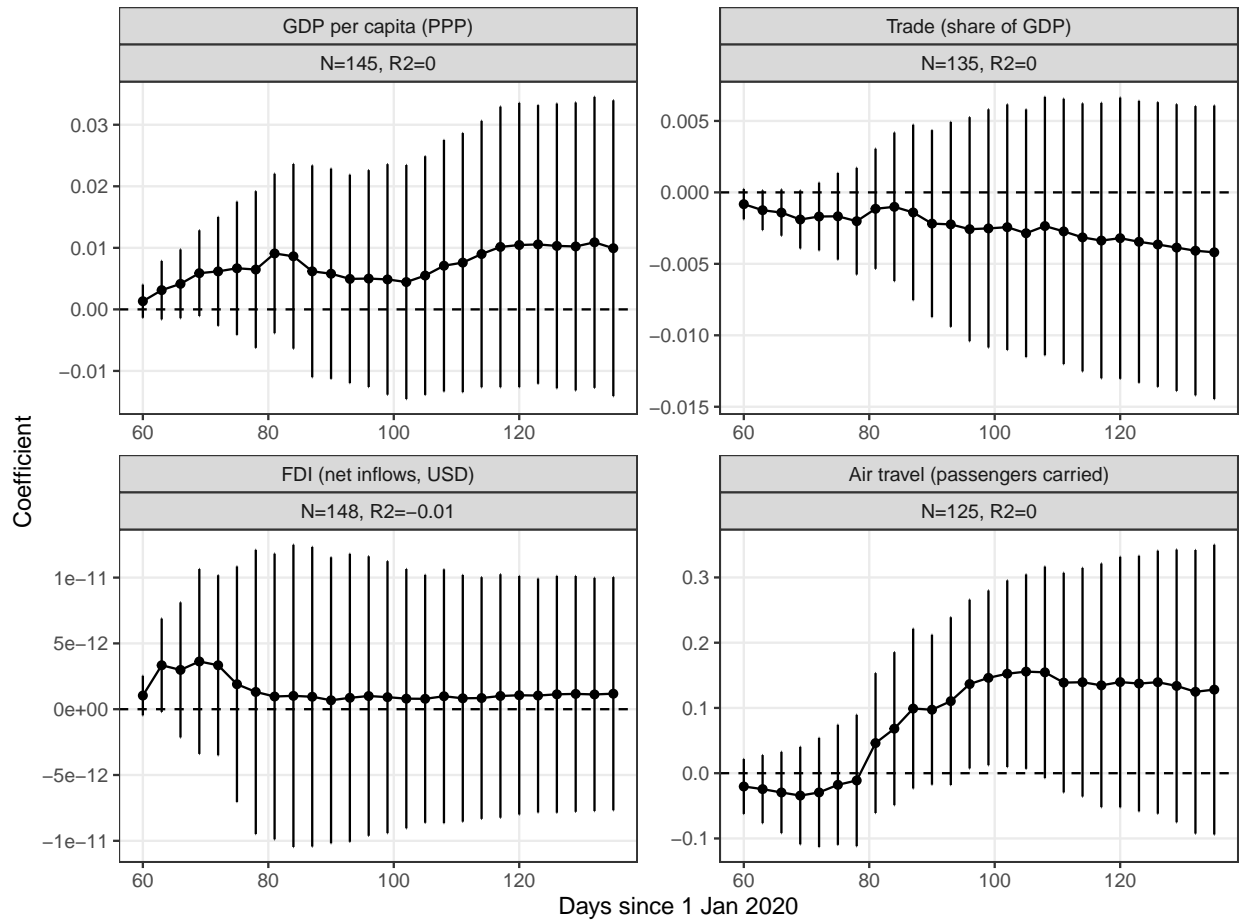 GDP per capita (PPP)
N=145, R2=0
0.03
0.02
0.01
0.00
−0.01
60 80 100 120
Trade (share of GDP)
N=135, R2=0
0.005
0.000
−0.005
−0.010
−0.015
60 80 100 120
Coefficient
FDI (net inflows, USD)
N=148, R2=−0.01
1e−11
5e−12
0e+00
−5e−12
−1e−11
60 80 100 120
Air travel (passengers carried)
N=125, R2=0
0.3
0.2
0.1
0.0
−0.1
60 80 100 120
Days since 1 Jan 2020